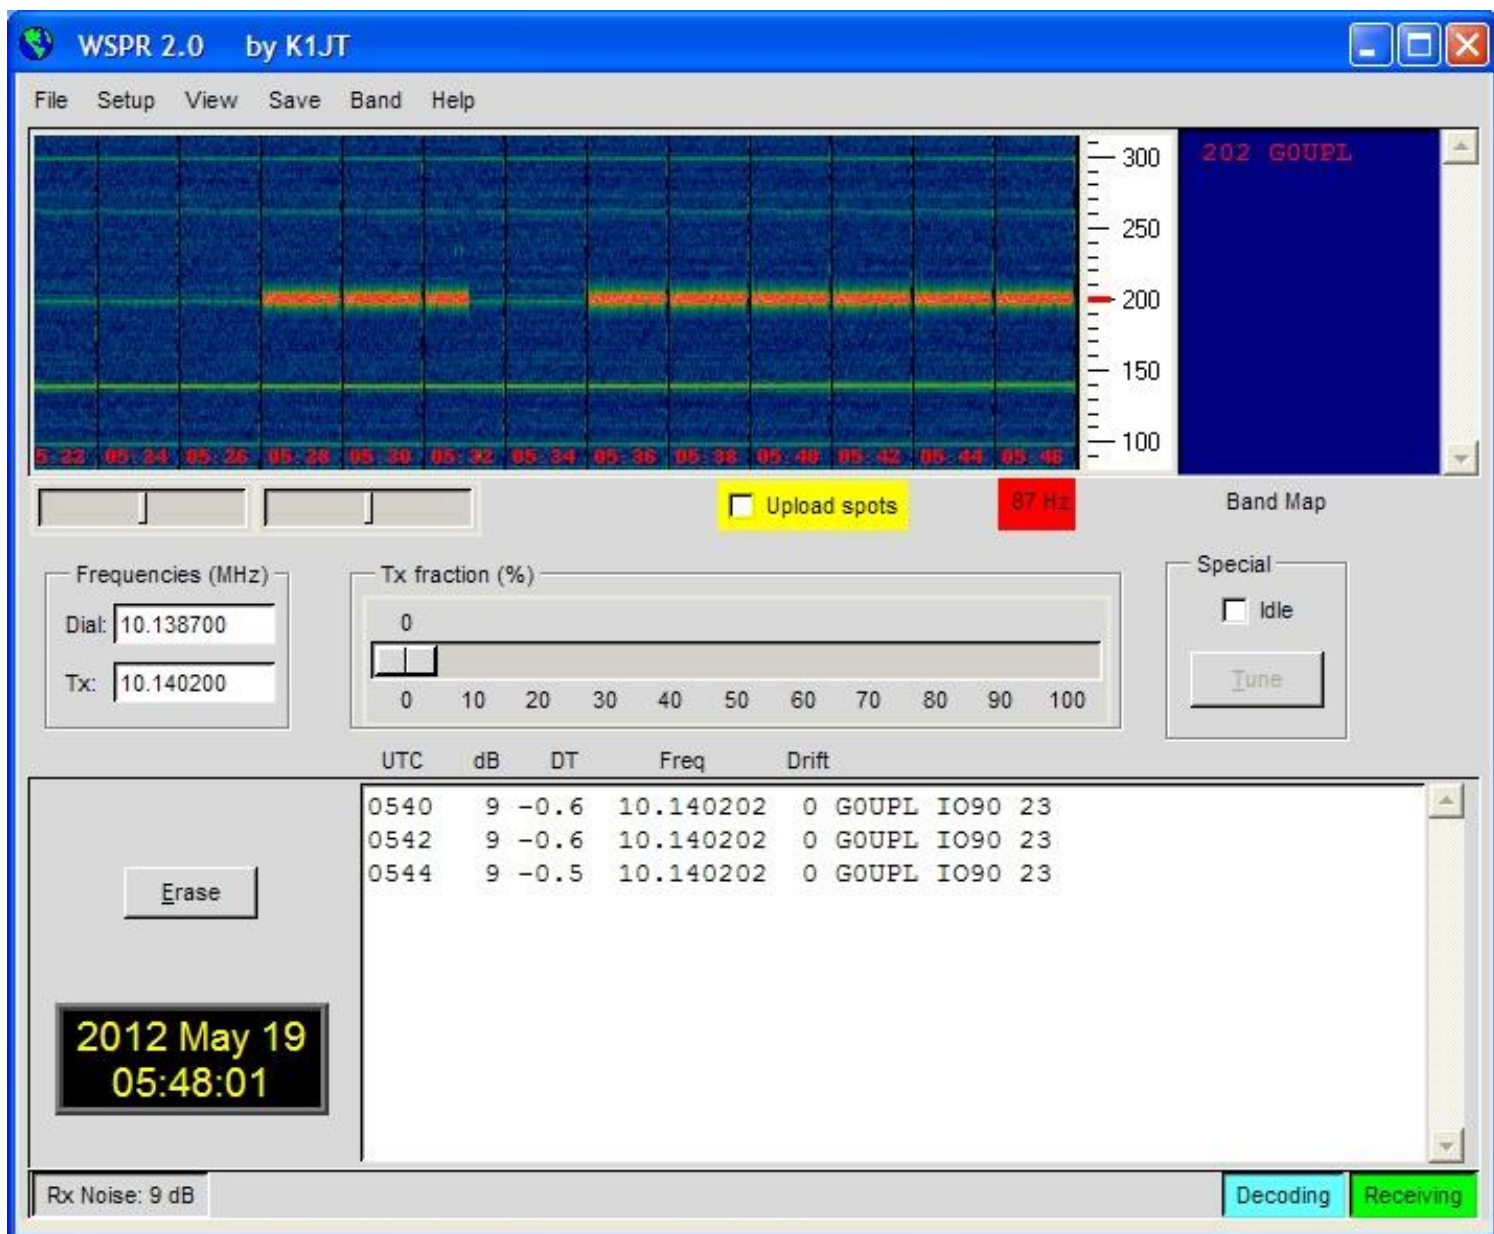 WSPR 2.0 by K1JT
File Setup View Save Band Help
300
250
200
150
100
202 G0UPL
5:22 05:24 05:26 05:28 05:30 05:32 05:34 05:36 05:38 05:40 05:42 05:44 05:46
Upload spots
87 Hz
Band Map
Frequencies (MHz)
Dial: 10.138700
Tx: 10.140200
Tx fraction (%)
0
0 10 20 30 40 50 60 70 80 90 100
Special
Idle
Tune
UTC dB DT Freq Drift
0540 9 -0.6 10.140202 0 G0UPL IO90 23
0542 9 -0.6 10.140202 0 G0UPL IO90 23
0544 9 -0.5 10.140202 0 G0UPL IO90 23
Erase
2012 May 19
05:48:01
Rx Noise: 9 dB
Decoding
Receiving